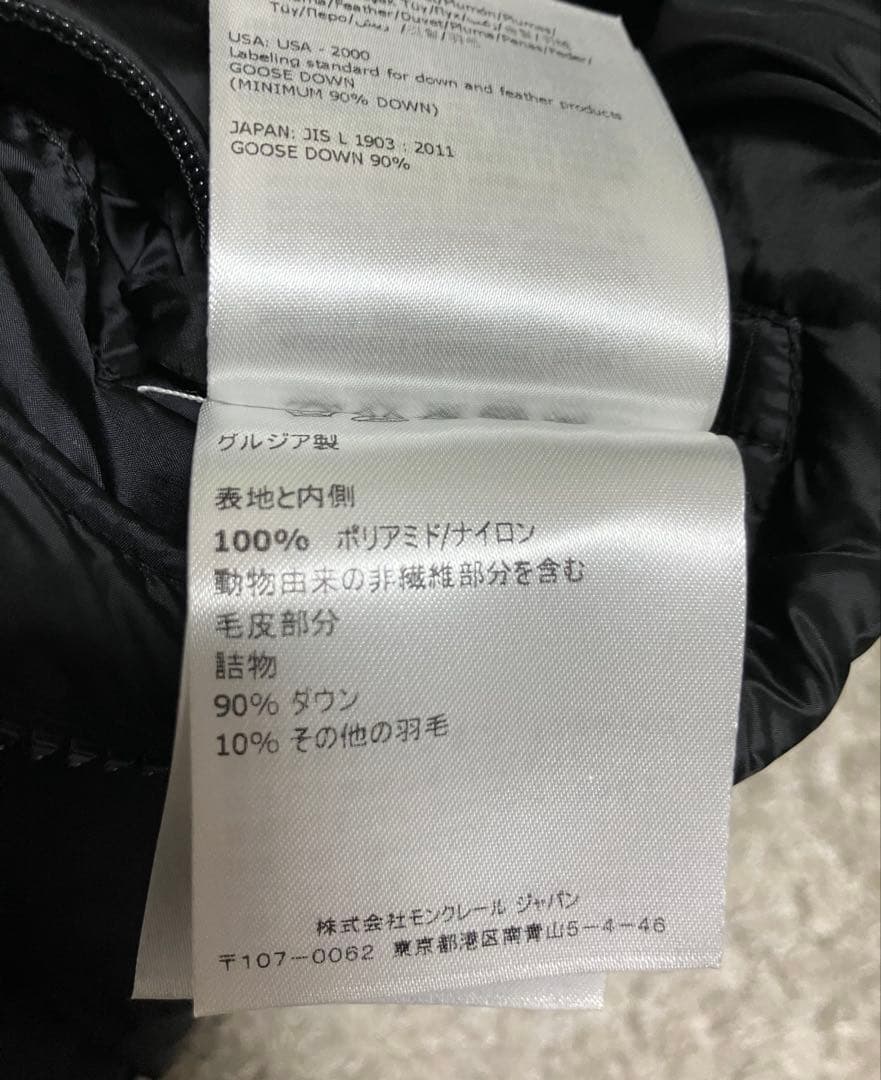 Feather/Duvet/Pluma/
USA: USA - 2000
Labeling standard for down and feather products
GOOSE DOWN
(MINIMUM 90% DOWN)
JAPAN: JIS L 1903 : 2011
GOOSE DOWN 90%
グルジア製
表地と内側
100% ポリアミド/ナイロン
動物由来の非繊維部分を含む
毛皮部分
詰物
90% ダウン
10% その他の羽毛
株式会社モンクレール ジャパン
〒107-0062 東京都港区南青山5-4-46